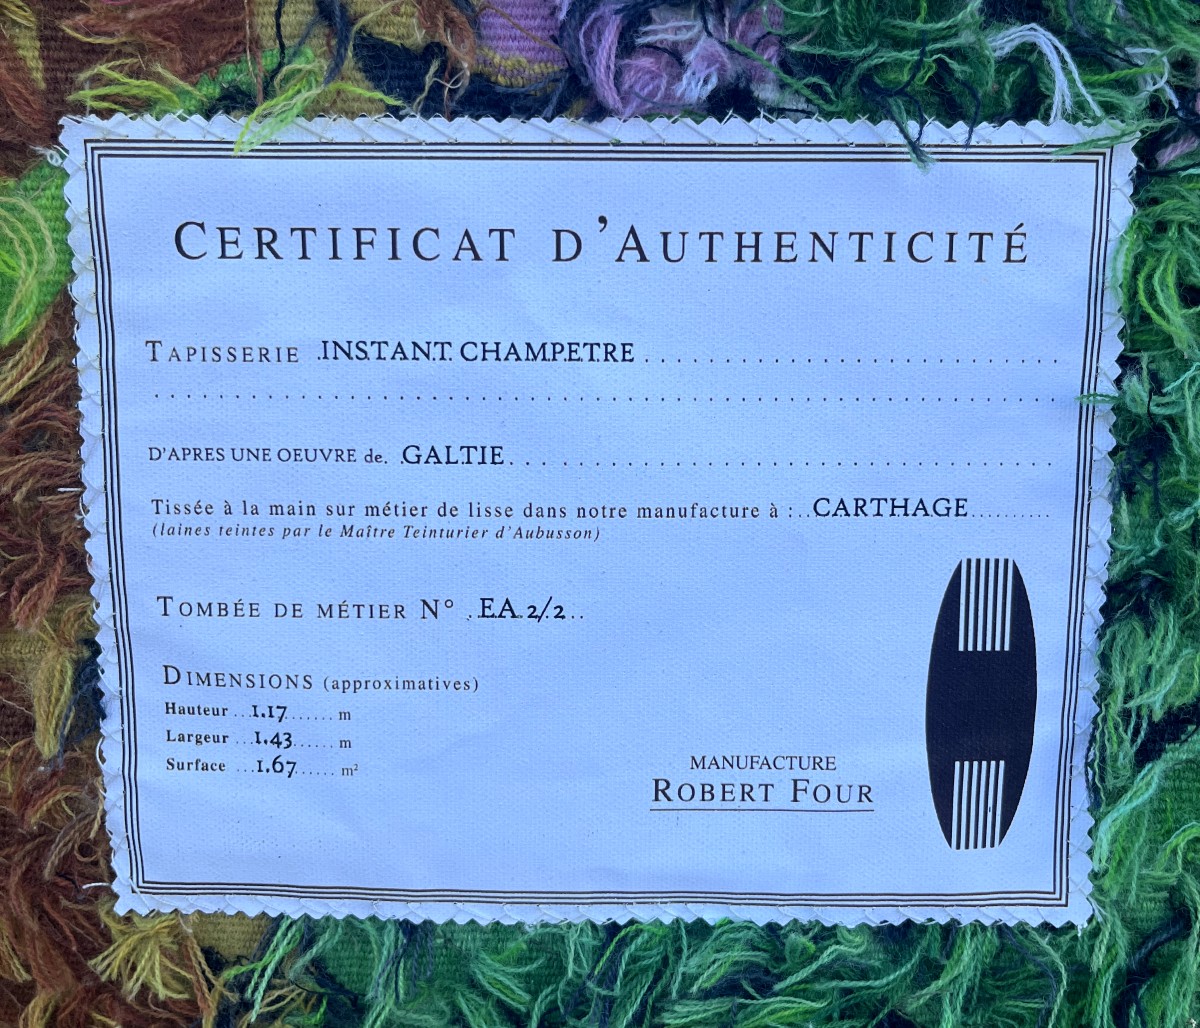 CERTIFICAT D'AUTHENTICITÉ
TAPISSERIE .INSTANT CHAMPETRE
D'APRES UNE OEUVRE de. .GALTIE.
Tissée à la main sur métier de lisse dans notre manufacture à :...CARTHAGE..........
(laines teintes par le Maître Teinturier d'Aubusson)
TOMBÉE DE MÉTIER N° ..EA.2/.2...
DIMENSIONS (approximatives)
Hauteur ...1.17....... m
Largeur ...1.43...... m
Surface ...1.67...... m²
MANUFACTURE
ROBERT FOUR